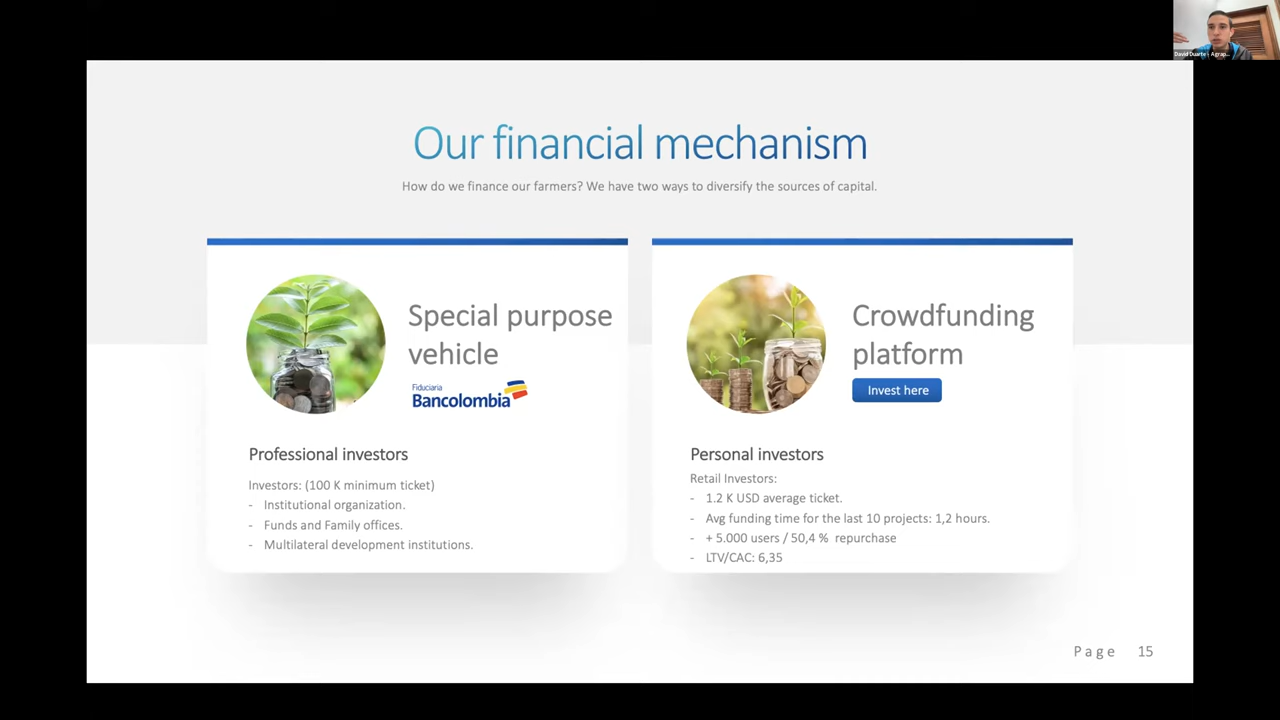 David Duarte - Agrap...
Our financial mechanism
How do we finance our farmers? We have two ways to diversify the sources of capital.
Special purpose
vehicle
Fiduciaria
Bancolombia
Professional investors
Investors: (100 K minimum ticket)
- Institutional organization.
- Funds and Family offices.
- Multilateral development institutions.
Crowdfunding
platform
Invest here
Personal investors
Retail Investors:
- 1.2 K USD average ticket.
- Avg funding time for the last 10 projects: 1,2 hours.
- + 5.000 users / 50,4 % repurchase
- LTV/CAC: 6,35
Page 15